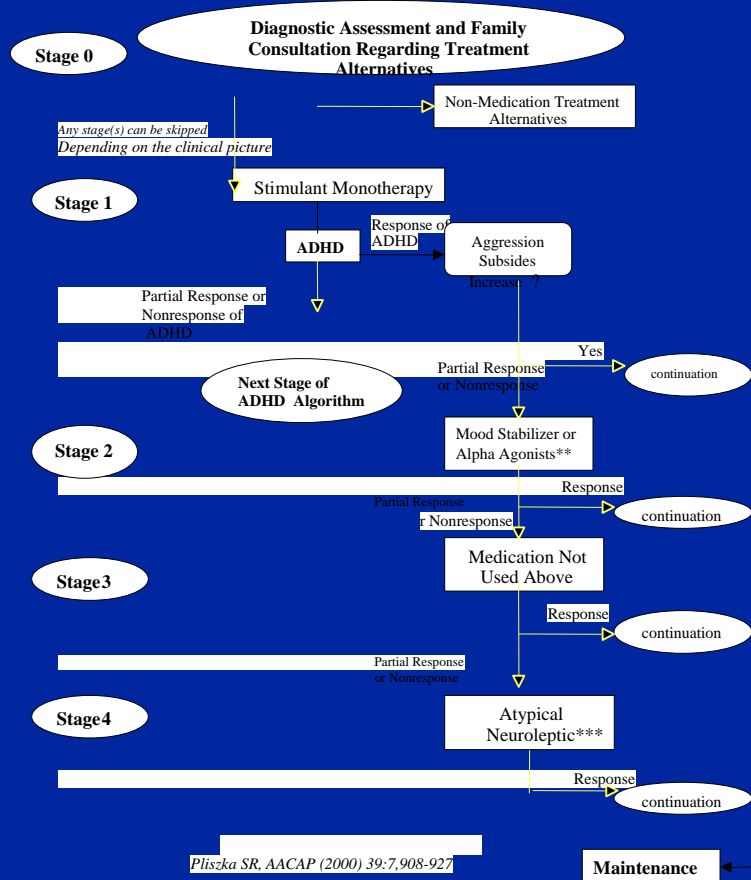 Stage 0
Diagnostic Assessment and Family
Consultation Regarding Treatment
Alternatives
Non-Medication Treatment
Alternatives
Any stage(s) can be skipped
Depending on the clinical picture
Stage 1
Stimulant Monotherapy
ADHD
Response of
ADHD
Aggression
Subsides
Increase ?
Partial Response or
Nonresponse of
ADHD
Yes
Partial Response
or Nonresponse
continuation
Next Stage of
ADHD Algorithm
Stage 2
Mood Stabilizer or
Alpha Agonists**
Response
Partial Response
r Nonresponse
continuation
Stage3
Medication Not
Used Above
Response
continuation
Partial Response
or Nonresponse
Stage4
Atypical
Neuroleptic***
Response
continuation
Pliszka SR, AACAP (2000) 39:7,908-927
Maintenance